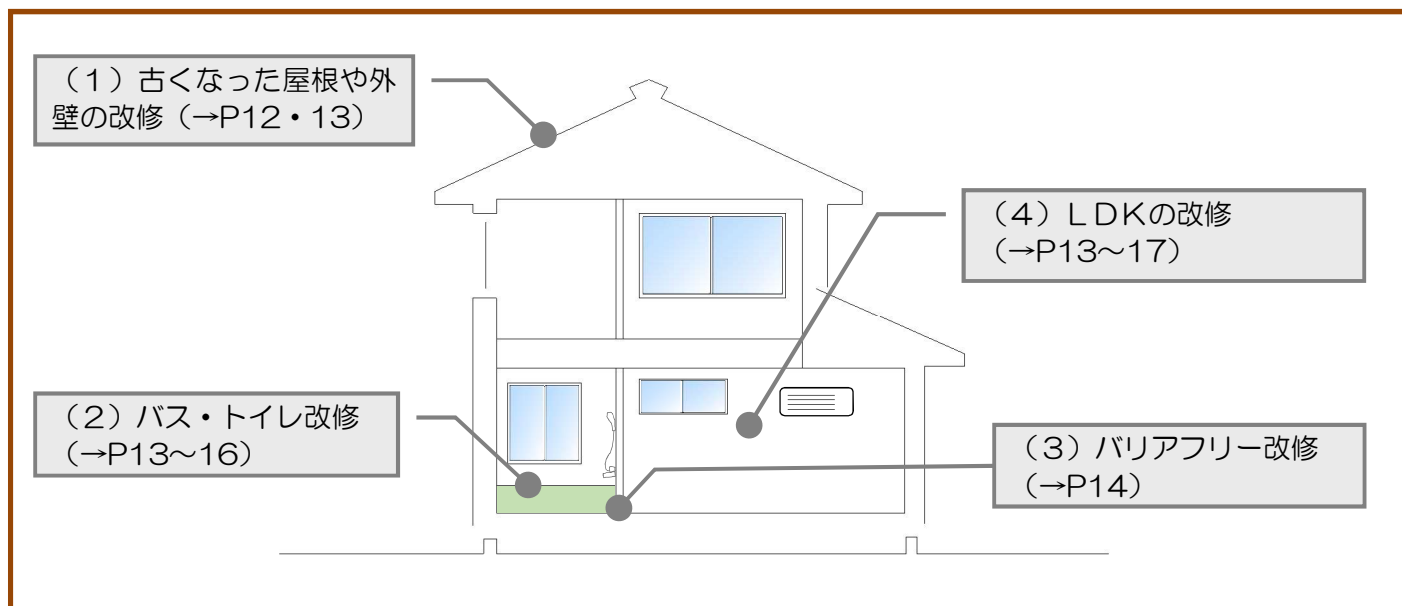 （1）古くなった屋根や外
壁の改修（→P12・13）
（4）ＬＤＫの改修
（→P13～17）
（2）バス・トイレ改修
（→P13～16）
（3）バリアフリー改修
（→P14）